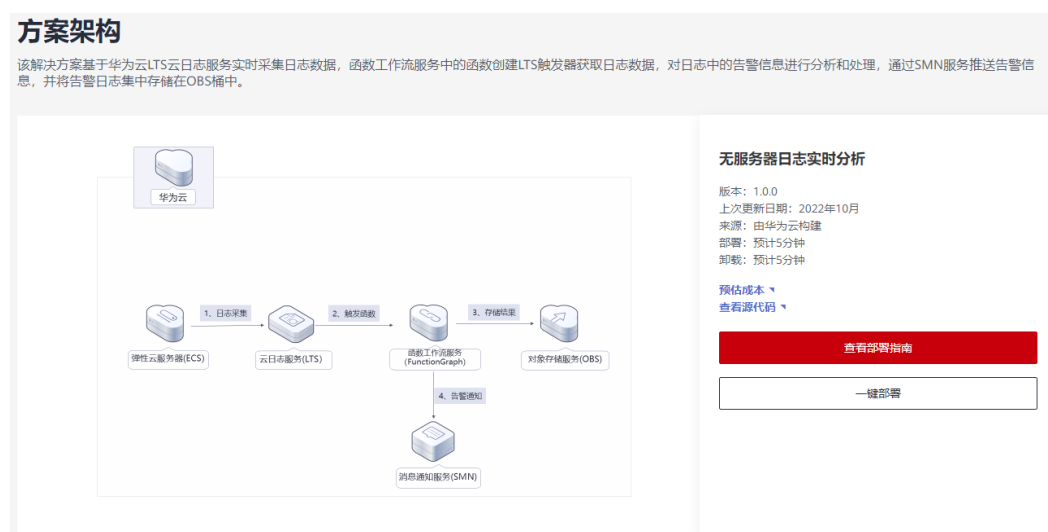 方案架构
该解决方案基于华为云LTS云日志服务实时采集日志数据，函数工作流服务中的函数创建LTS触发器获取日志数据，对日志中的告警信息进行分析和处理，通过SMN服务推送告警信
息，并将告警日志集中存储在OBS桶中。
华为云
1、日志采集
2、触发函数
3、存储结果
弹性云服务器(ECS)
云日志服务(LTS)
函数工作流服务
(FunctionGraph)
对象存储服务(OBS)
4、告警通知
消息通知服务(SMN)
无服务器日志实时分析
版本：1.0.0
上次更新日期：2022年10月
来源：由华为云构建
部署：预计5分钟
卸载：预计5分钟
预估成本
查看源代码
查看部署指南
一键部署